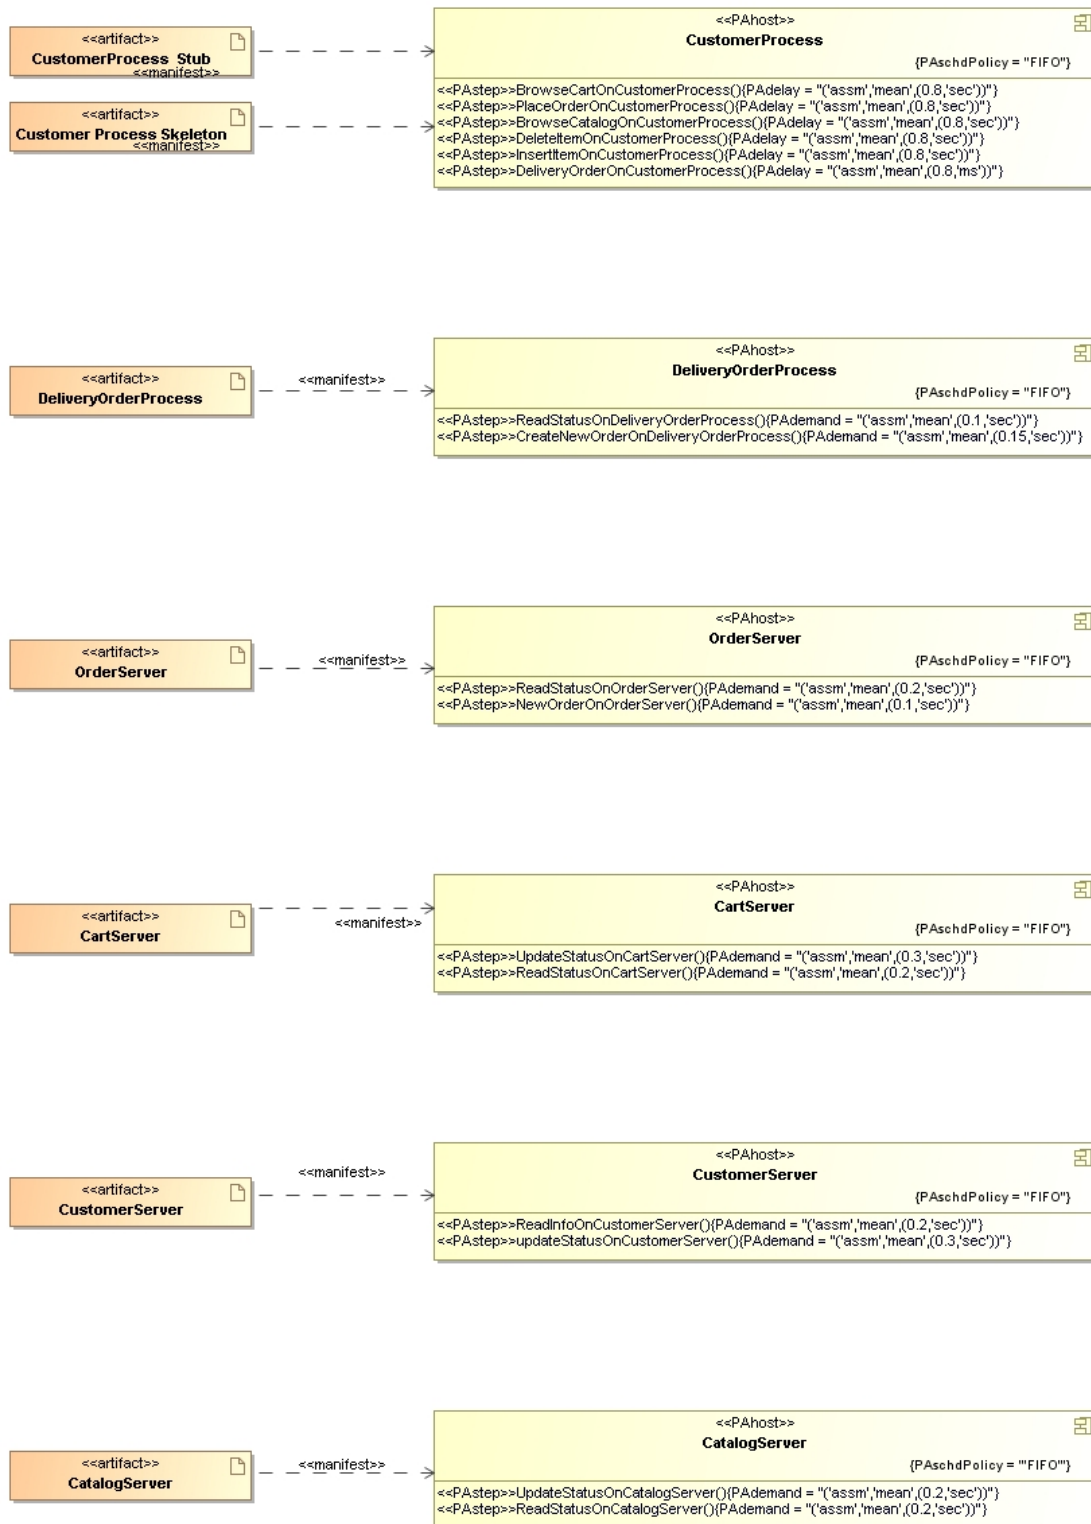 <<artifact>>
CustomerProcess_Stub
<<manifest>>
<<artifact>>
Customer Process Skeleton
<<manifest>>
<<PAhost>>
CustomerProcess
{PAschdPolicy = "FIFO"}
<<PAstep>>BrowseCartOnCustomerProcess(){PAdelay = "('assm','mean',(0.8,'sec'))"}
<<PAstep>>PlaceOrderOnCustomerProcess(){PAdelay = "('assm','mean',(0.8,'sec'))"}
<<PAstep>>BrowseCatalogOnCustomerProcess(){PAdelay = "('assm','mean',(0.8,'sec'))"}
<<PAstep>>DeleteItemOnCustomerProcess(){PAdelay = "('assm','mean',(0.8,'sec'))"}
<<PAstep>>InsertItemOnCustomerProcess(){PAdelay = "('assm','mean',(0.8,'sec'))"}
<<PAstep>>DeliveryOrderOnCustomerProcess(){PAdelay = "('assm','mean',(0.8,'ms'))"}
<<artifact>>
DeliveryOrderProcess
<<manifest>>
<<PAhost>>
DeliveryOrderProcess
{PAschdPolicy = "FIFO"}
<<PAstep>>ReadStatusOnDeliveryOrderProcess(){PAdemand = "('assm','mean',(0.1,'sec'))"}
<<PAstep>>CreateNewOrderOnDeliveryOrderProcess(){PAdemand = "('assm','mean',(0.15,'sec'))"}
<<artifact>>
OrderServer
<<manifest>>
<<PAhost>>
OrderServer
{PAschdPolicy = "FIFO"}
<<PAstep>>ReadStatusOnOrderServer(){PAdemand = "('assm','mean',(0.2,'sec'))"}
<<PAstep>>NewOrderOnOrderServer(){PAdemand = "('assm','mean',(0.1,'sec'))"}
<<artifact>>
CartServer
<<manifest>>
<<PAhost>>
CartServer
{PAschdPolicy = "FIFO"}
<<PAstep>>UpdateStatusOnCartServer(){PAdemand = "('assm','mean',(0.3,'sec'))"}
<<PAstep>>ReadStatusOnCartServer(){PAdemand = "('assm','mean',(0.2,'sec'))"}
<<artifact>>
CustomerServer
<<manifest>>
<<PAhost>>
CustomerServer
{PAschdPolicy = "FIFO"}
<<PAstep>>ReadInfoOnCustomerServer(){PAdemand = "('assm','mean',(0.2,'sec'))"}
<<PAstep>>updateStatusOnCustomerServer(){PAdemand = "('assm','mean',(0.3,'sec'))"}
<<artifact>>
CatalogServer
<<manifest>>
<<PAhost>>
CatalogServer
{PAschdPolicy = ""FIFO""}
<<PAstep>>UpdateStatusOnCatalogServer(){PAdemand = "('assm','mean',(0.2,'sec'))"}
<<PAstep>>ReadStatusOnCatalogServer(){PAdemand = "('assm','mean',(0.2,'sec'))"}